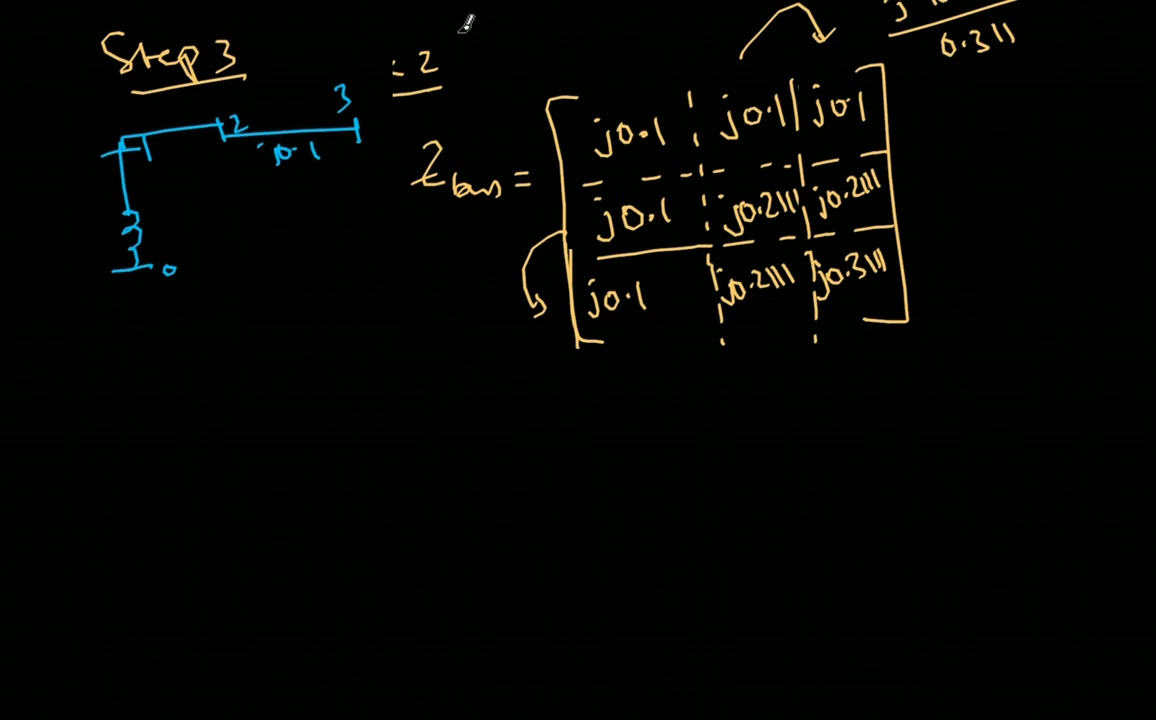 Step 3
= 2
0.311
3
2
j0.1
1
0
Zbus =
j0.1 j0.1 j0.1
j0.1 j0.2111 j0.2111
j0.1 j0.2111 j0.3111